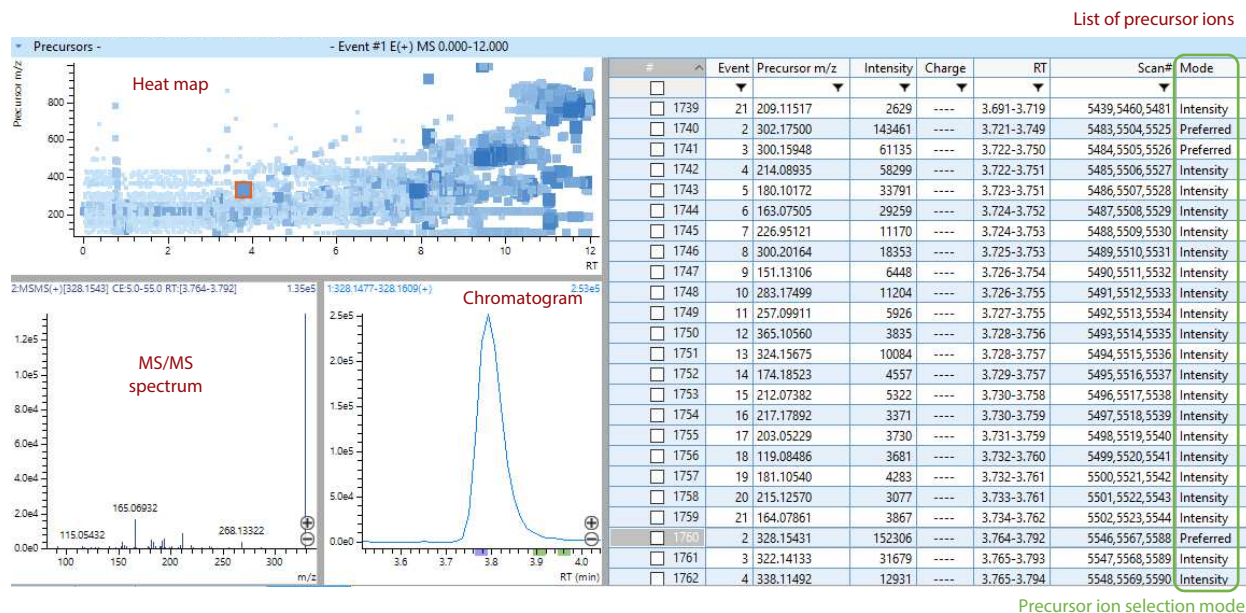 List of precursor ions
Precursors - - Event #1 E(+) MS 0.000-12.000
Heat map
Precursor m/z
800
600
400
200
0 2 4 6 8 10 12
RT
2:MSMS(+)[328.1543] CE:5.0-55.0 RT:[3.764-3.792] 1.35e5
MS/MS
spectrum
1.2e5
1.0e5
8.0e4
6.0e4
4.0e4
2.0e4
0.0e0
115.05432
165.06932
268.13322
100 150 200 250 300
m/z
1:328.1477-328.1609(+) 2.53e5
Chromatogram
2.5e5
2.0e5
1.5e5
1.0e5
5.0e4
0.0e0
3.6 3.7 3.8 3.9 4.0
RT (min)
# Event Precursor m/z Intensity Charge RT Scan# Mode
1739 21 209.11517 2629 ---- 3.691-3.719 5439,5460,5481 Intensity
1740 2 302.17500 143461 ---- 3.721-3.749 5483,5504,5525 Preferred
1741 3 300.15948 61135 ---- 3.722-3.750 5484,5505,5526 Preferred
1742 4 214.08935 58299 ---- 3.722-3.751 5485,5506,5527 Intensity
1743 5 180.10172 33791 ---- 3.723-3.751 5486,5507,5528 Intensity
1744 6 163.07505 29259 ---- 3.724-3.752 5487,5508,5529 Intensity
1745 7 226.95121 11170 ---- 3.724-3.753 5488,5509,5530 Intensity
1746 8 300.20164 18353 ---- 3.725-3.753 5489,5510,5531 Intensity
1747 9 151.13106 6448 ---- 3.726-3.754 5490,5511,5532 Intensity
1748 10 283.17499 11204 ---- 3.726-3.755 5491,5512,5533 Intensity
1749 11 257.09911 5926 ---- 3.727-3.755 5492,5513,5534 Intensity
1750 12 365.10560 3835 ---- 3.728-3.756 5493,5514,5535 Intensity
1751 13 324.15675 10084 ---- 3.728-3.757 5494,5515,5536 Intensity
1752 14 174.18523 4557 ---- 3.729-3.757 5495,5516,5537 Intensity
1753 15 212.07382 5322 ---- 3.730-3.758 5496,5517,5538 Intensity
1754 16 217.17892 3371 ---- 3.730-3.759 5497,5518,5539 Intensity
1755 17 203.05229 3730 ---- 3.731-3.759 5498,5519,5540 Intensity
1756 18 119.08486 3681 ---- 3.732-3.760 5499,5520,5541 Intensity
1757 19 181.10540 4283 ---- 3.732-3.761 5500,5521,5542 Intensity
1758 20 215.12570 3077 ---- 3.733-3.761 5501,5522,5543 Intensity
1759 21 164.07861 3867 ---- 3.734-3.762 5502,5523,5544 Intensity
1760 2 328.15431 152306 ---- 3.764-3.792 5546,5567,5588 Preferred
1761 3 322.14133 31679 ---- 3.765-3.793 5547,5568,5589 Intensity
1762 4 338.11492 12931 ---- 3.765-3.794 5548,5569,5590 Intensity
Precursor ion selection mode